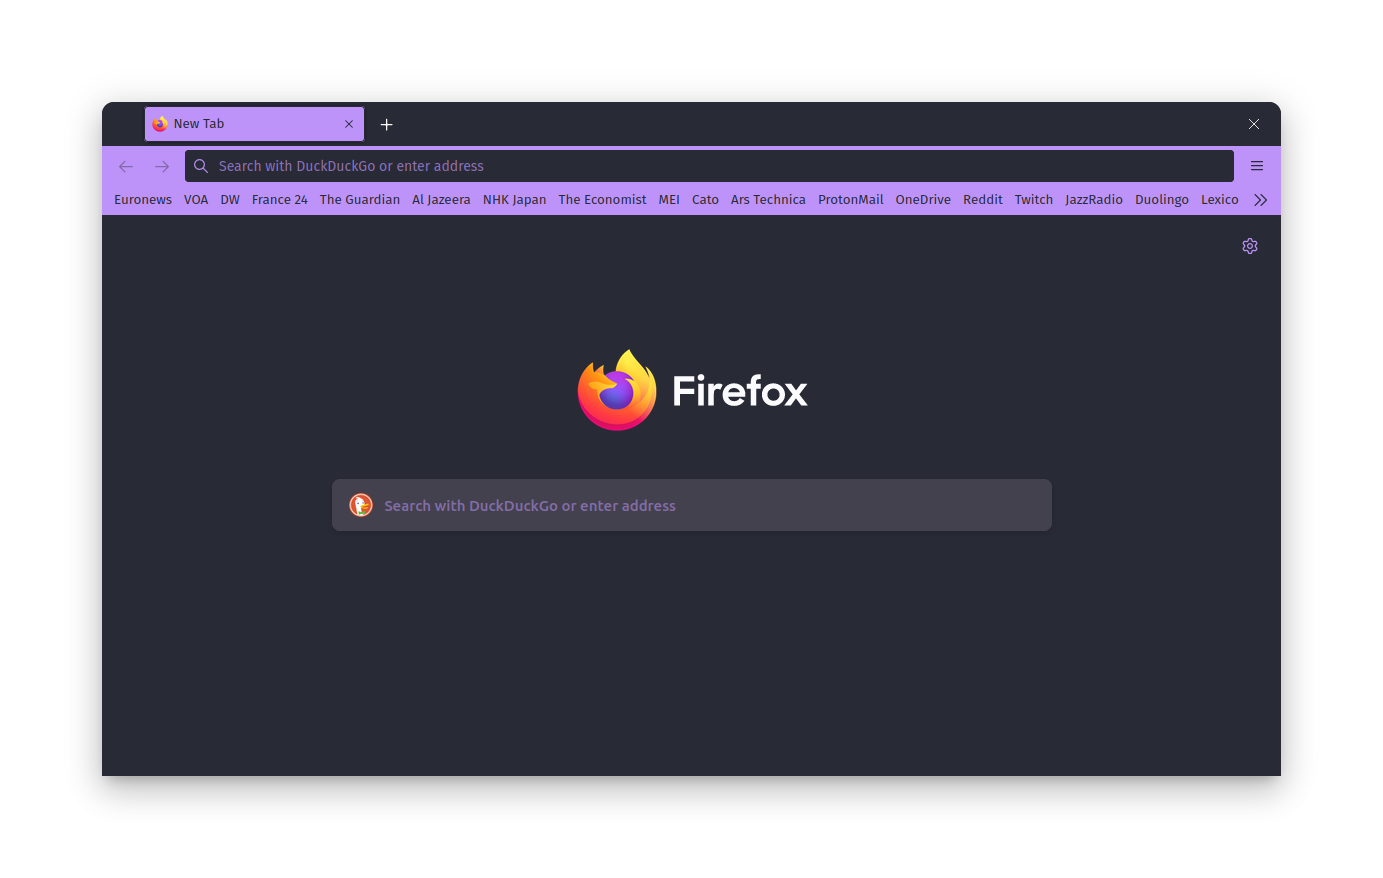 New Tab
Search with DuckDuckGo or enter address
Euronews VOA DW France 24 The Guardian Al Jazeera NHK Japan The Economist MEI Cato Ars Technica ProtonMail OneDrive Reddit Twitch JazzRadio Duolingo Lexico
Firefox
Search with DuckDuckGo or enter address